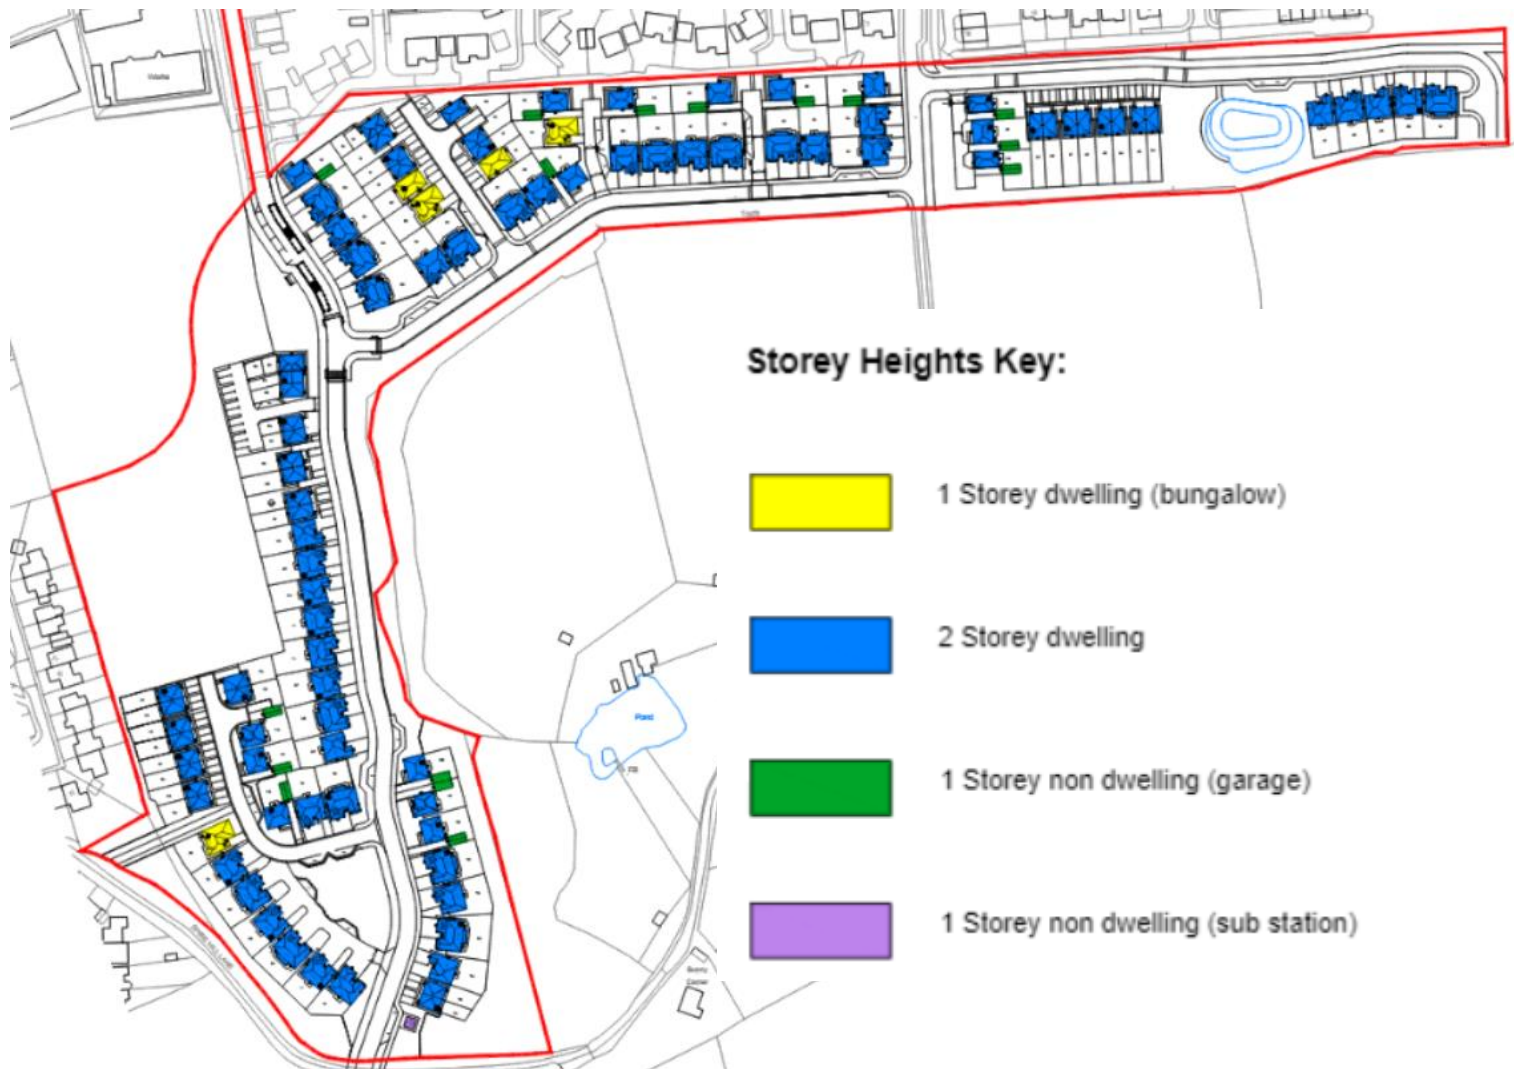 Storey Heights Key:
1 Storey dwelling (bungalow)
2 Storey dwelling
1 Storey non dwelling (garage)
1 Storey non dwelling (sub station)
Pond